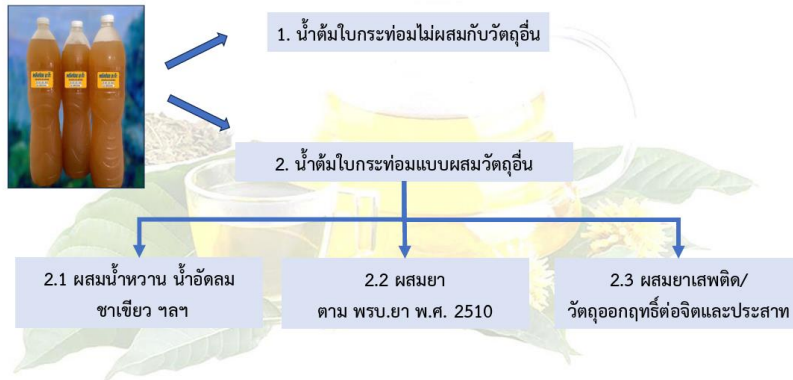 1. น้ำต้มใบกระท่อมไม่ผสมกับวัตถุอื่น
2. น้ำต้มใบกระท่อมแบบผสมวัตถุอื่น
2.1 ผสมน้ำหวาน น้ำอัดลม
ชาเขียว ฯลฯ
2.2 ผสมยา
ตาม พรบ.ยา พ.ศ. 2510
2.3 ผสมยาเสพติด/
วัตถุออกฤทธิ์ต่อจิตและประสาท